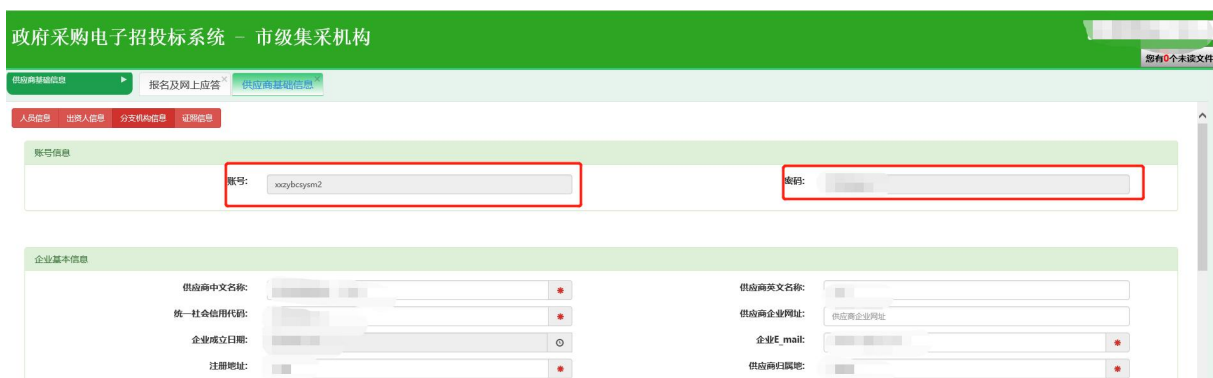 政府采购电子招投标系统 – 市级集采机构
您有0个未读文件
供应商基础信息
报名及网上应答
供应商基础信息
人员信息 出资人信息 分支机构信息 证照信息
账号信息
账号: xxzybcsysm2 密码:
企业基本信息
供应商中文名称: * 供应商英文名称:
统一社会信用代码: * 供应商企业网址: 供应商企业网址
企业成立日期: 企业E_mail: *
注册地址: * 供应商归属地: *